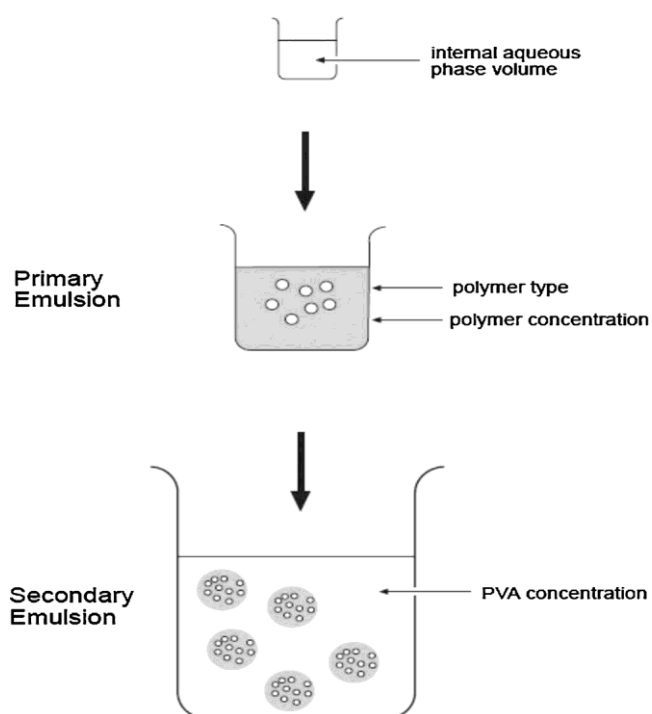 internal aqueous
phase volume
Primary
Emulsion
polymer type
polymer concentration
Secondary
Emulsion
PVA concentration